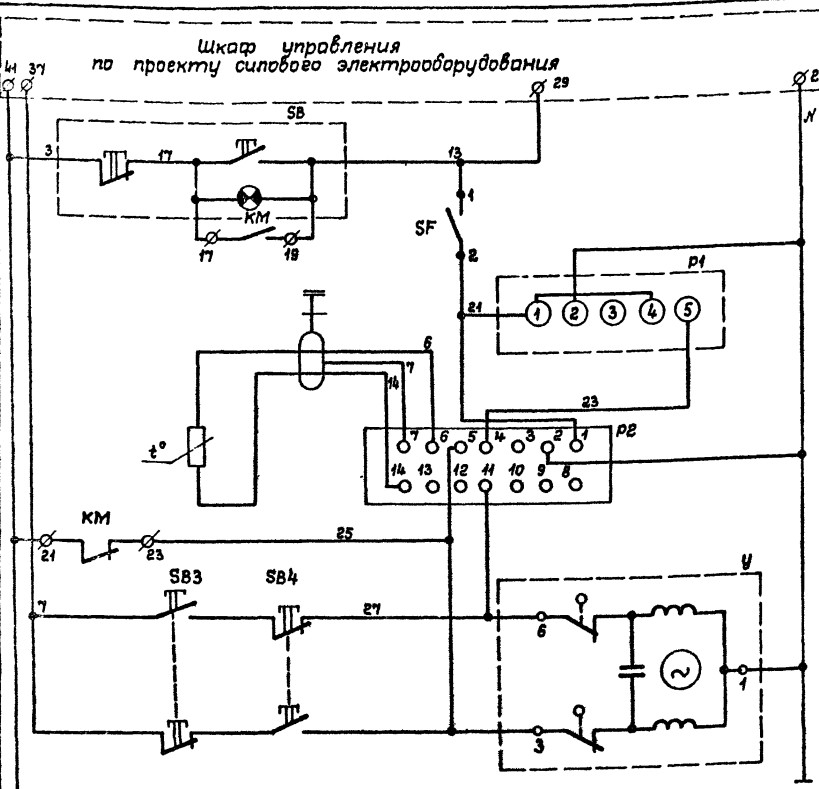 Шкаф управления
по проекту силового электрооборудования
41 37 29 2
N
SB
3 17 13
KM
17 19
1
SF
2
P1
21 1 2 3 4 5
6
7
14
23
t°
P2
7 6 5 4 3 2 1
14 13 12 11 10 9 8
KM
21 23 25
SB3 SB4 У
7 27
6
1
3